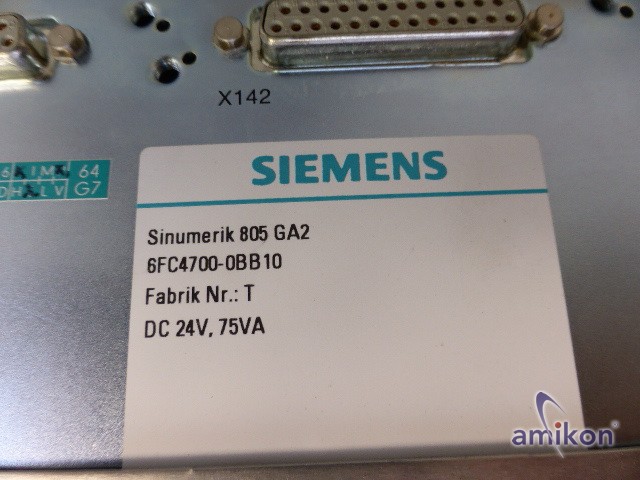 X142
64
G7
SIEMENS
Sinumerik 805 GA2
6FC4700-0BB10
Fabrik Nr.: T
DC 24V, 75VA
amikon